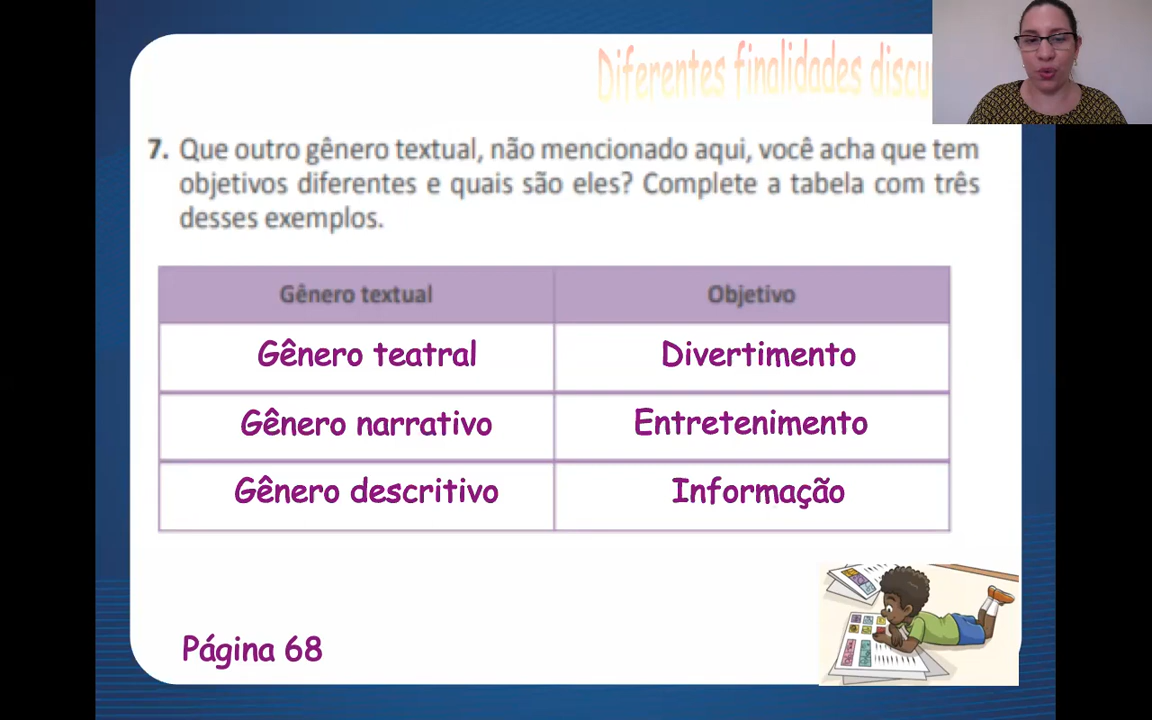 Diferentes finalidades
7. Que outro gênero textual, não mencionado aqui, você acha que tem
objetivos diferentes e quais são eles? Complete a tabela com três
desses exemplos.
Gênero textual Objetivo
Gênero teatral Divertimento
Gênero narrativo Entretenimento
Gênero descritivo Informação
Página 68